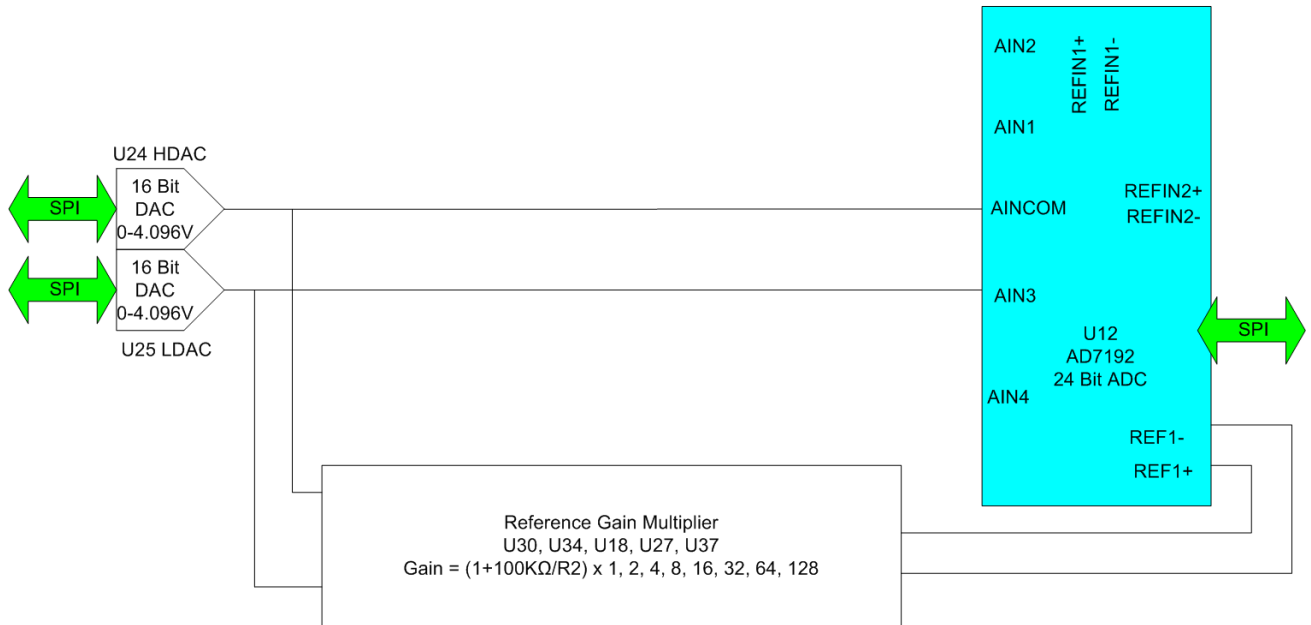 AIN2
REFIN1+
REFIN1-
AIN1
U24 HDAC
16 Bit
DAC
0-4.096V
SPI
AINCOM
REFIN2+
REFIN2-
16 Bit
DAC
0-4.096V
SPI
AIN3
U25 LDAC
U12
AD7192
24 Bit ADC
SPI
AIN4
REF1-
REF1+
Reference Gain Multiplier
U30, U34, U18, U27, U37
Gain = (1+100KΩ/R2) x 1, 2, 4, 8, 16, 32, 64, 128